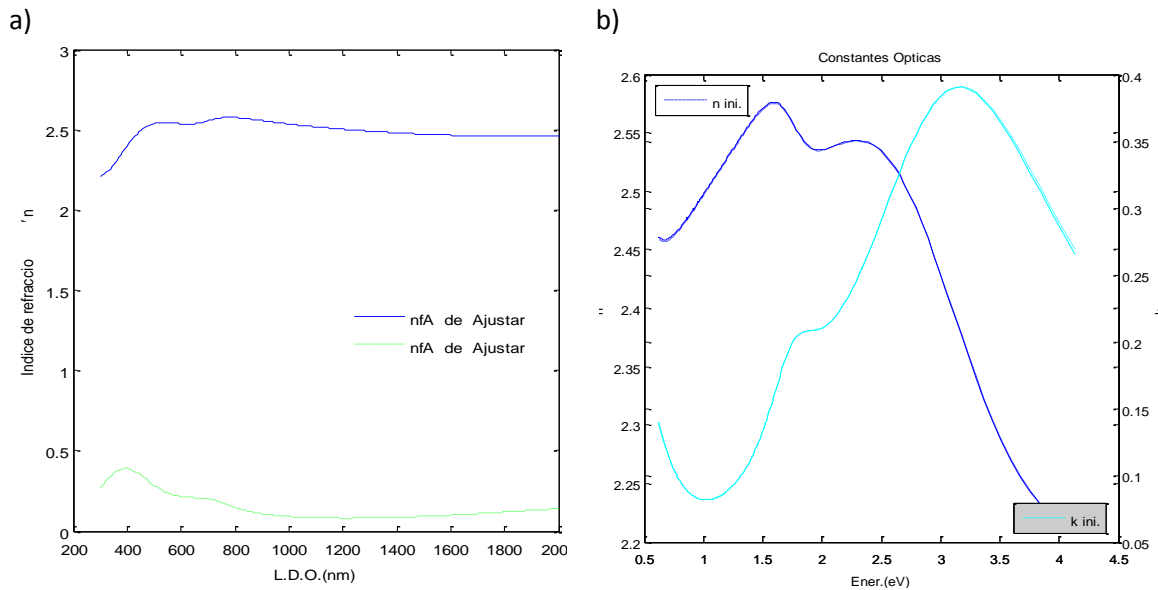 a)
3
2.5
2
1.5
1
0.5
0
Indice de refraccio ´n
nfA de Ajustar
nfA de Ajustar
200 400 600 800 1000 1200 1400 1600 1800 200
L.D.O.(nm)
b)
Constantes Opticas
2.6
2.55
2.5
2.45
2.4
2.35
2.3
2.25
2.2
n ini.
k ini.
0.4
0.35
0.3
0.25
0.2
0.15
0.1
0.05
0.5 1 1.5 2 2.5 3 3.5 4 4.5
Ener.(eV)